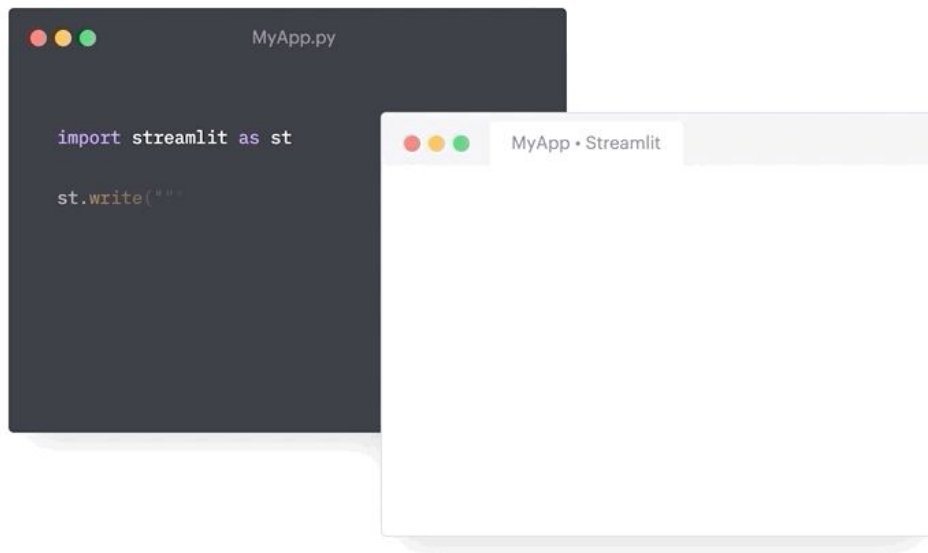 MyApp.py
import streamlit as st
st.write("""
MyApp • Streamlit